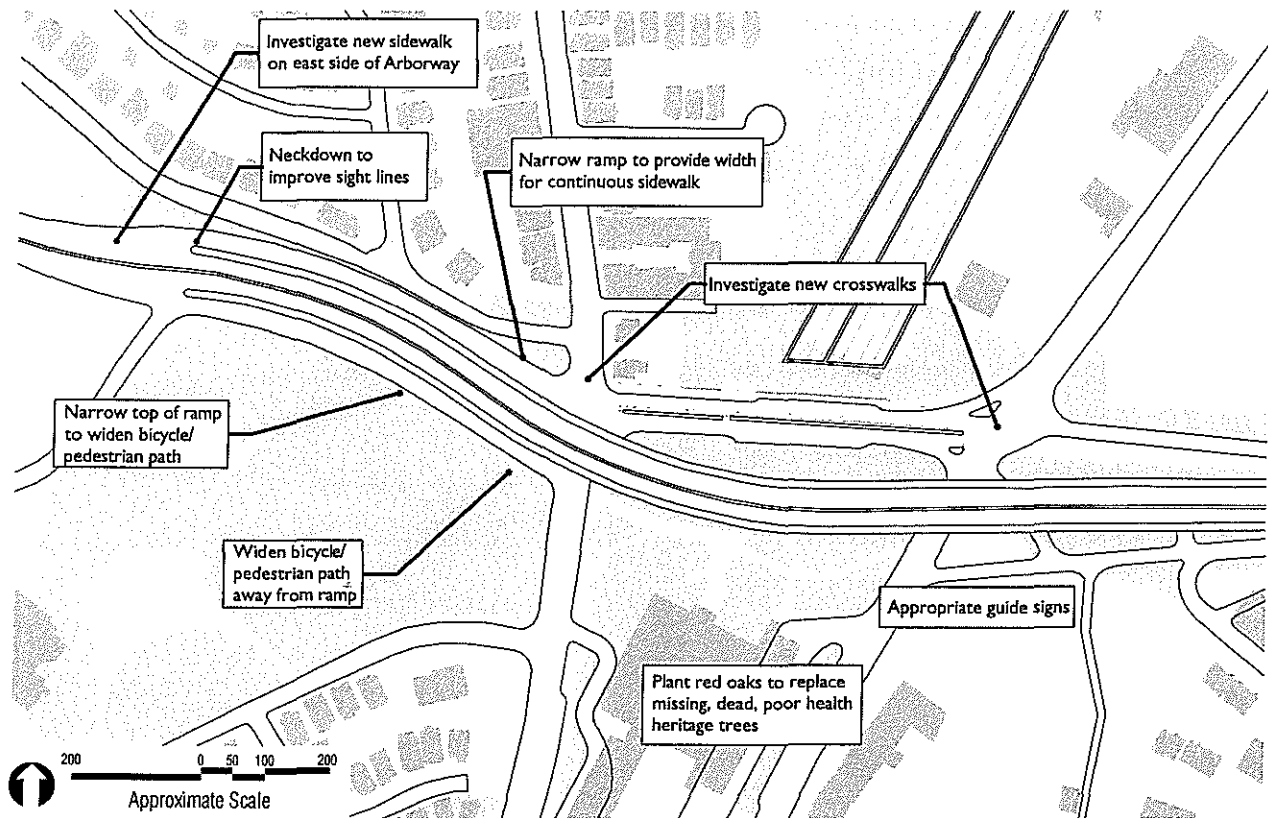 Investigate new sidewalk
on east side of Arborway
Neckdown to
improve sight lines
Narrow ramp to provide width
for continuous sidewalk
Investigate new crosswalks
Narrow top of ramp
to widen bicycle/
pedestrian path
Widen bicycle/
pedestrian path
away from ramp
Appropriate guide signs
Plant red oaks to replace
missing, dead, poor health
heritage trees
200 0 50 100 200
Approximate Scale